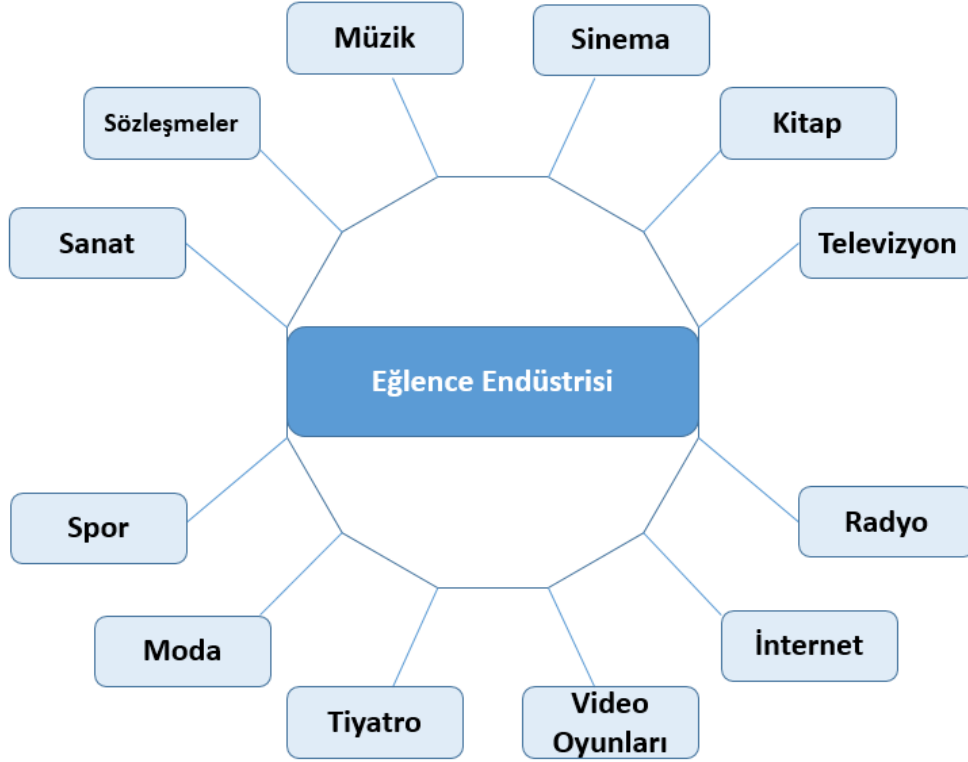 Müzik
Sinema
Sözleşmeler
Kitap
Sanat
Televizyon
Eğlence Endüstrisi
Spor
Radyo
Moda
İnternet
Tiyatro
Video
Oyunları